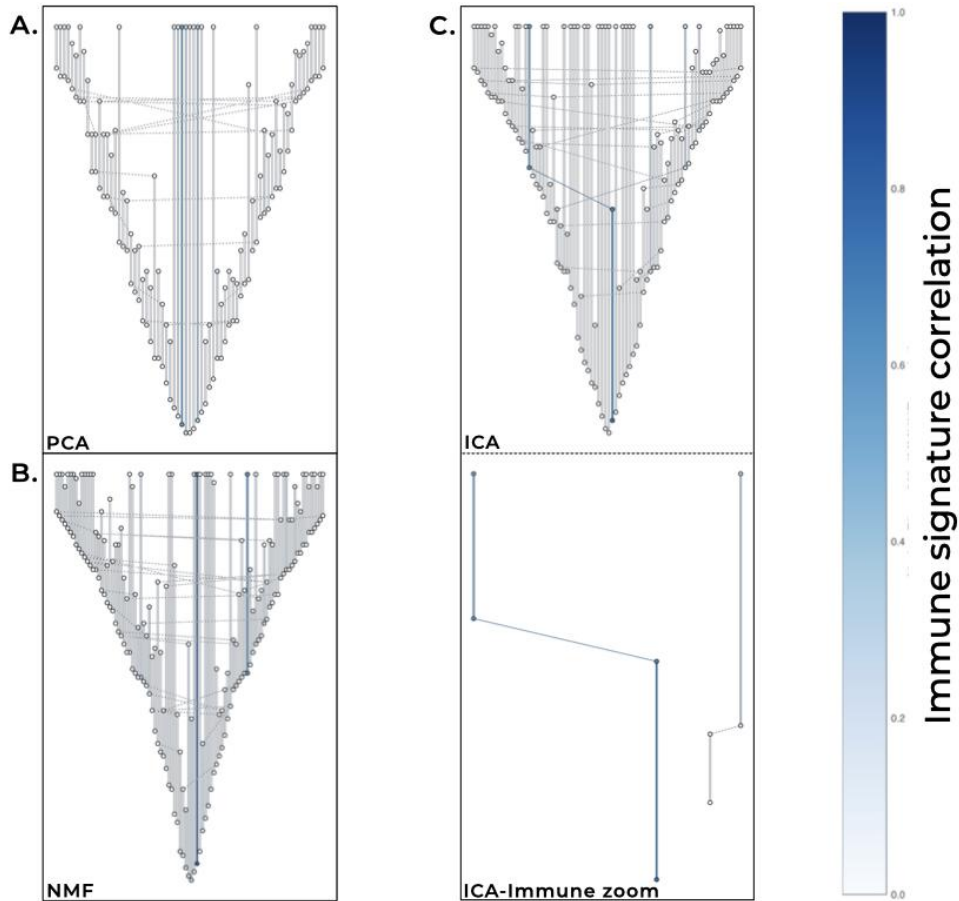 A.
PCA
B.
NMF
C.
ICA
ICA-Immune zoom
1.0
0.8
0.6
0.4
0.2
0.0
Immune signature correlation